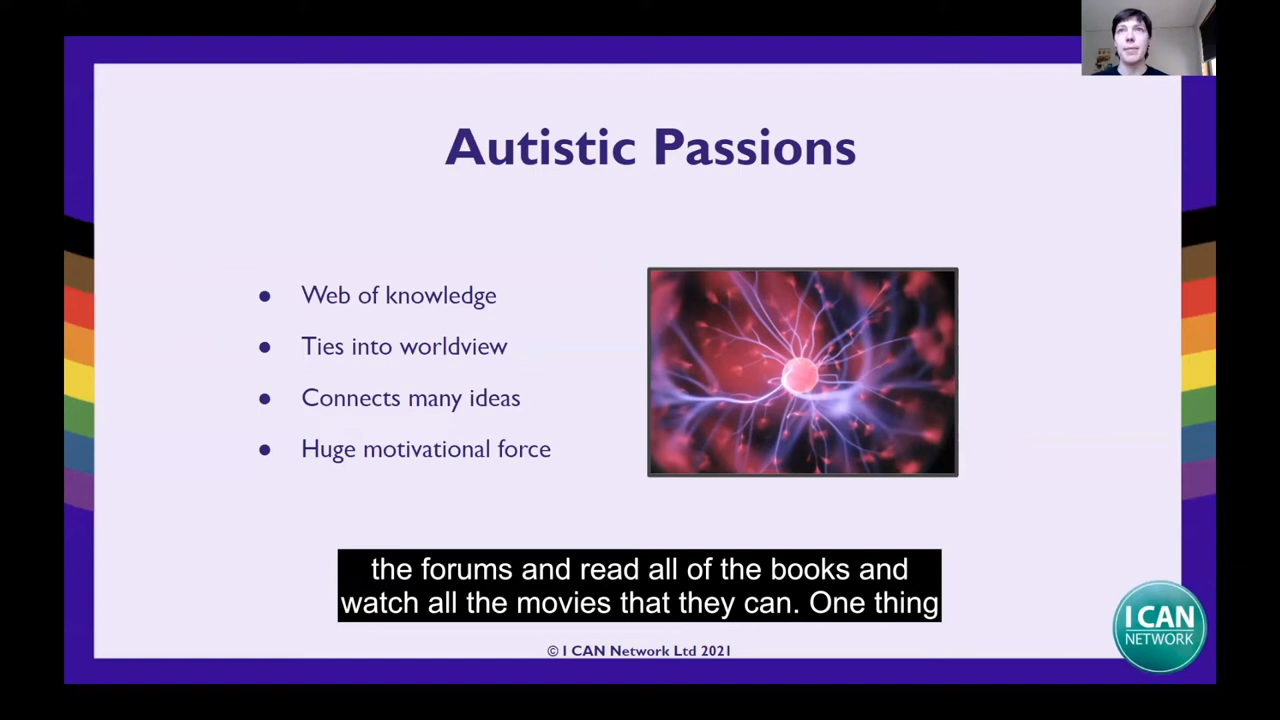 Autistic Passions
● Web of knowledge
● Ties into worldview
● Connects many ideas
● Huge motivational force
the forums and read all of the books and
watch all the movies that they can. One thing
© I CAN Network Ltd 2021
I CAN
NETWORK